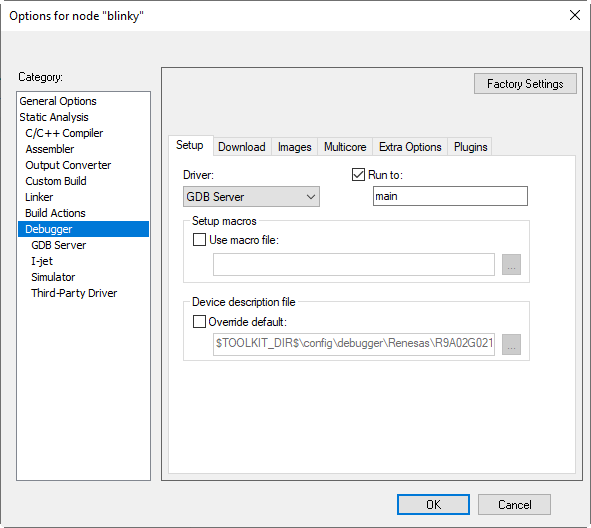 Options for node "blinky"
Category:
General Options
Static Analysis
C/C++ Compiler
Assembler
Output Converter
Custom Build
Linker
Build Actions
Debugger
GDB Server
I-jet
Simulator
Third-Party Driver
Factory Settings
Setup Download Images Multicore Extra Options Plugins
Driver:
GDB Server
Run to:
main
Setup macros
Use macro file:
...
Device description file
Override default:
$TOOLKIT_DIR$\config\debugger\Renesas\R9A02G021
...
OK Cancel